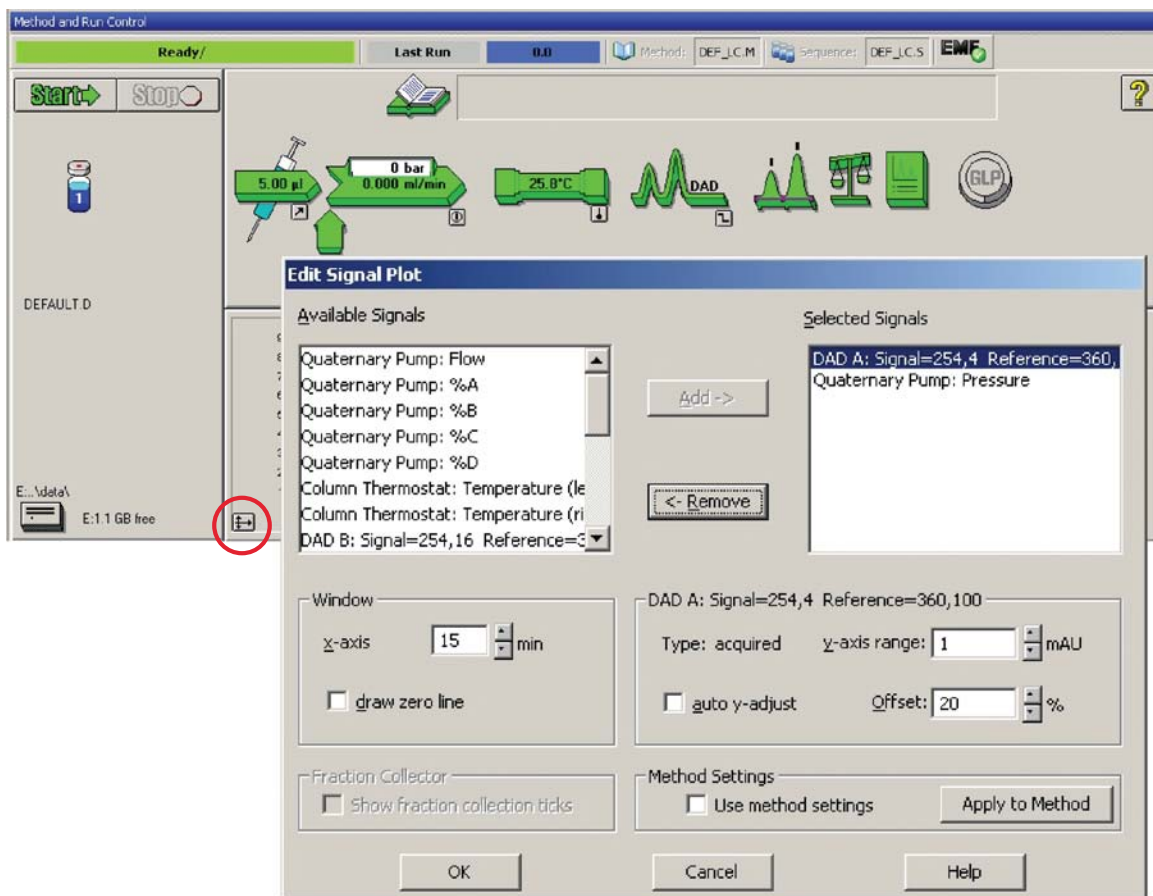 Method and Run Control
Ready/ Last Run 0.0 Method: DEF_LC.M Sequence: DEF_LC.S EMF
Start Stop
?
1
5.00 µl
0 bar
0.000 ml/min
25.8°C
DAD
GLP
DEFAULT.D
E:..\data\
E:1.1 GB free
Edit Signal Plot
Available Signals
Quaternary Pump: Flow
Quaternary Pump: %A
Quaternary Pump: %B
Quaternary Pump: %C
Quaternary Pump: %D
Column Thermostat: Temperature (le
Column Thermostat: Temperature (ri
DAD B: Signal=254,16 Reference=3
Add ->
<- Remove
Selected Signals
DAD A: Signal=254,4 Reference=360,
Quaternary Pump: Pressure
Window
x-axis 15 min
draw zero line
DAD A: Signal=254,4 Reference=360,100
Type: acquired y-axis range: 1 mAU
auto y-adjust Offset: 20 %
Fraction Collector
Show fraction collection ticks
Method Settings
Use method settings Apply to Method
OK Cancel Help